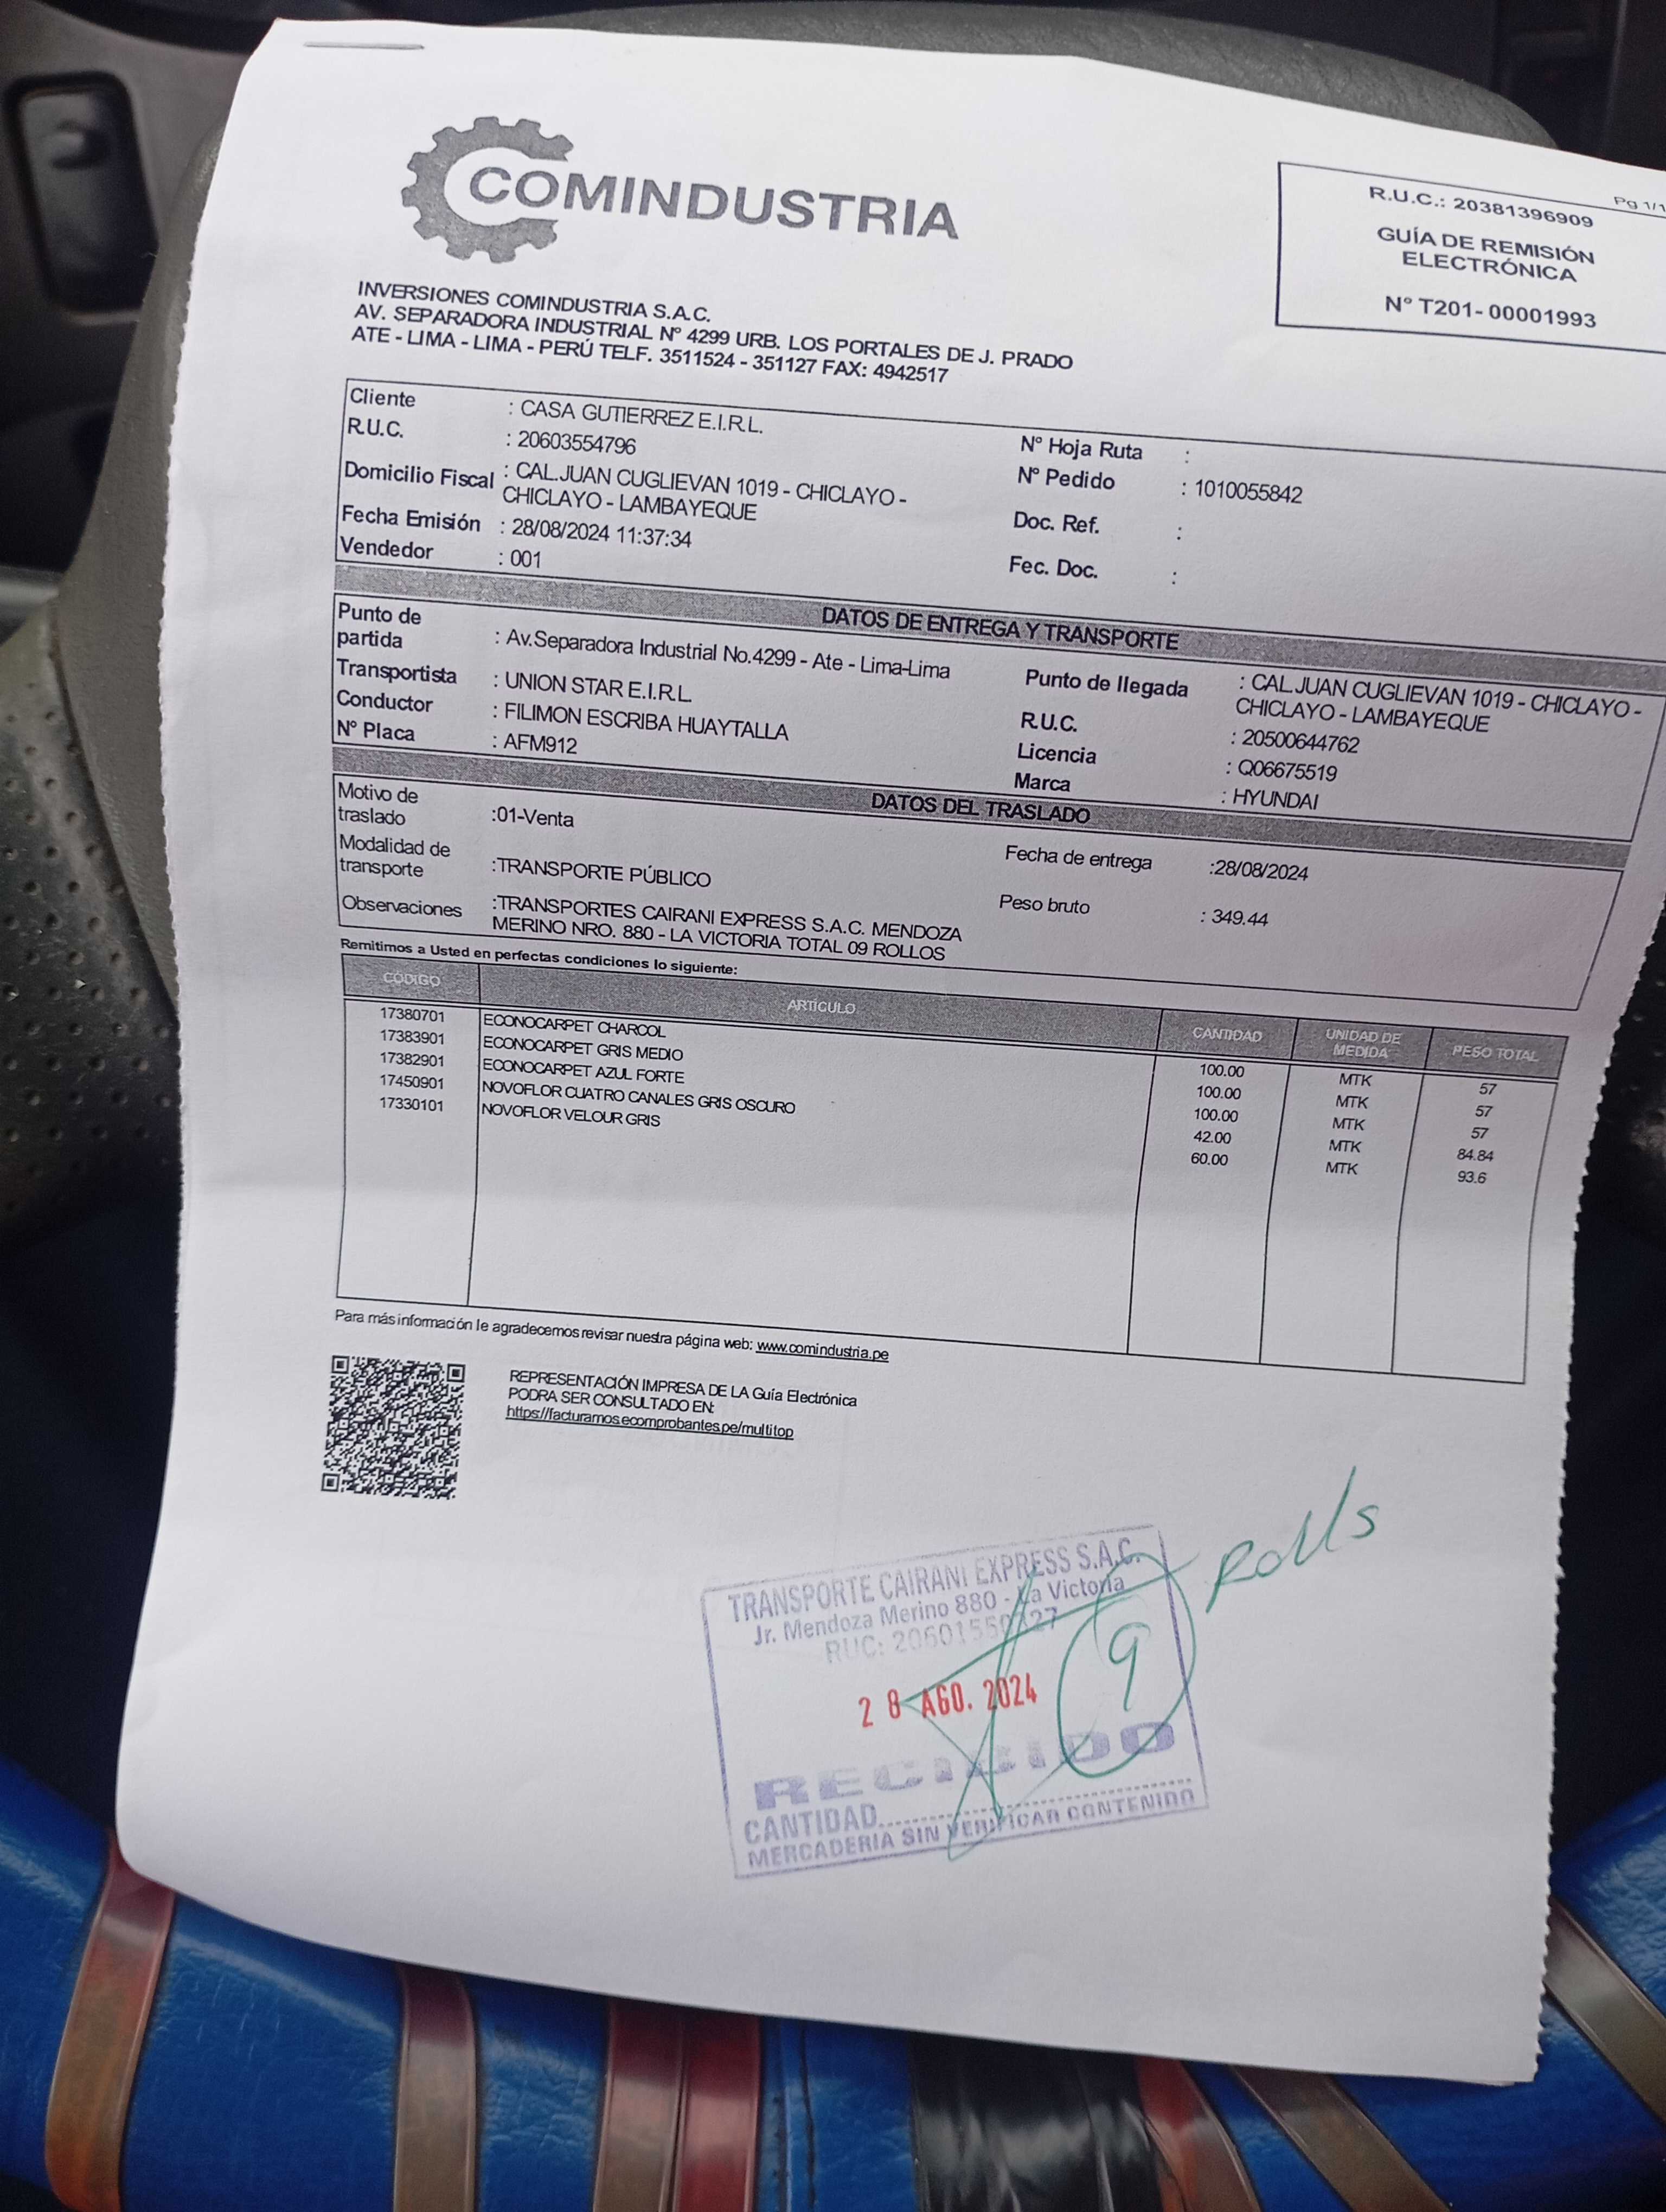 COMINDUSTRIA
Pg 1/1
R.U.C.: 20381396909
GUÍA DE REMISIÓN
ELECTRÓNICA
N° T201- 00001993
INVERSIONES COMINDUSTRIA S.A.C.
AV. SEPARADORA INDUSTRIAL N° 4299 URB. LOS PORTALES DE J. PRADO
ATE - LIMA - LIMA - PERÚ TELF. 3511524 - 351127 FAX: 4942517
Cliente : CASA GUTIERREZ E.I.R.L.
R.U.C. : 20603554796
Domicilio Fiscal : CAL.JUAN CUGLIEVAN 1019 - CHICLAYO -
CHICLAYO - LAMBAYEQUE
Fecha Emisión : 28/08/2024 11:37:34
Vendedor : 001
N° Hoja Ruta :
N° Pedido : 1010055842
Doc. Ref. :
Fec. Doc. :
DATOS DE ENTREGA Y TRANSPORTE
Punto de
partida : Av.Separadora Industrial No.4299 - Ate - Lima-Lima
Transportista : UNION STAR E.I.R.L
Conductor : FILIMON ESCRIBA HUAYTALLA
N° Placa : AFM912
Punto de llegada : CAL.JUAN CUGLIEVAN 1019 - CHICLAYO -
CHICLAYO - LAMBAYEQUE
R.U.C. : 20500644762
Licencia : Q06675519
Marca : HYUNDAI
DATOS DEL TRASLADO
Motivo de
traslado :01-Venta
Modalidad de
transporte :TRANSPORTE PÚBLICO
Observaciones :TRANSPORTES CAIRANI EXPRESS S.A.C. MENDOZA
MERINO NRO. 880 - LA VICTORIA TOTAL 09 ROLLOS
Fecha de entrega :28/08/2024
Peso bruto : 349.44
Remitimos a Usted en perfectas condiciones lo siguiente:
CÓDIGO ARTÍCULO CANTIDAD UNIDAD DE MEDIDA PESO TOTAL
17380701 ECONOCARPET CHARCOL 100.00 MTK 57
17383901 ECONOCARPET GRIS MEDIO 100.00 MTK 57
17382901 ECONOCARPET AZUL FORTE 100.00 MTK 57
17450901 NOVOFLOR CUATRO CANALES GRIS OSCURO 42.00 MTK 84.84
17330101 NOVOFLOR VELOUR GRIS 60.00 MTK 93.6
Para más información le agradecemos revisar nuestra página web: www.comindustria.pe
REPRESENTACIÓN IMPRESA DE LA Guía Electrónica
PODRA SER CONSULTADO EN:
https://facturamos.ecomprobantes.pe/multitop
Rolls
TRANSPORTE CAIRANI EXPRESS S.A.C.
Jr. Mendoza Merino 880 - La Victoria
RUC:
9
28 AGO. 2024
RECIBIDO
CANTIDAD
MERCADERIA SIN VERIFICAR CONTENIDO